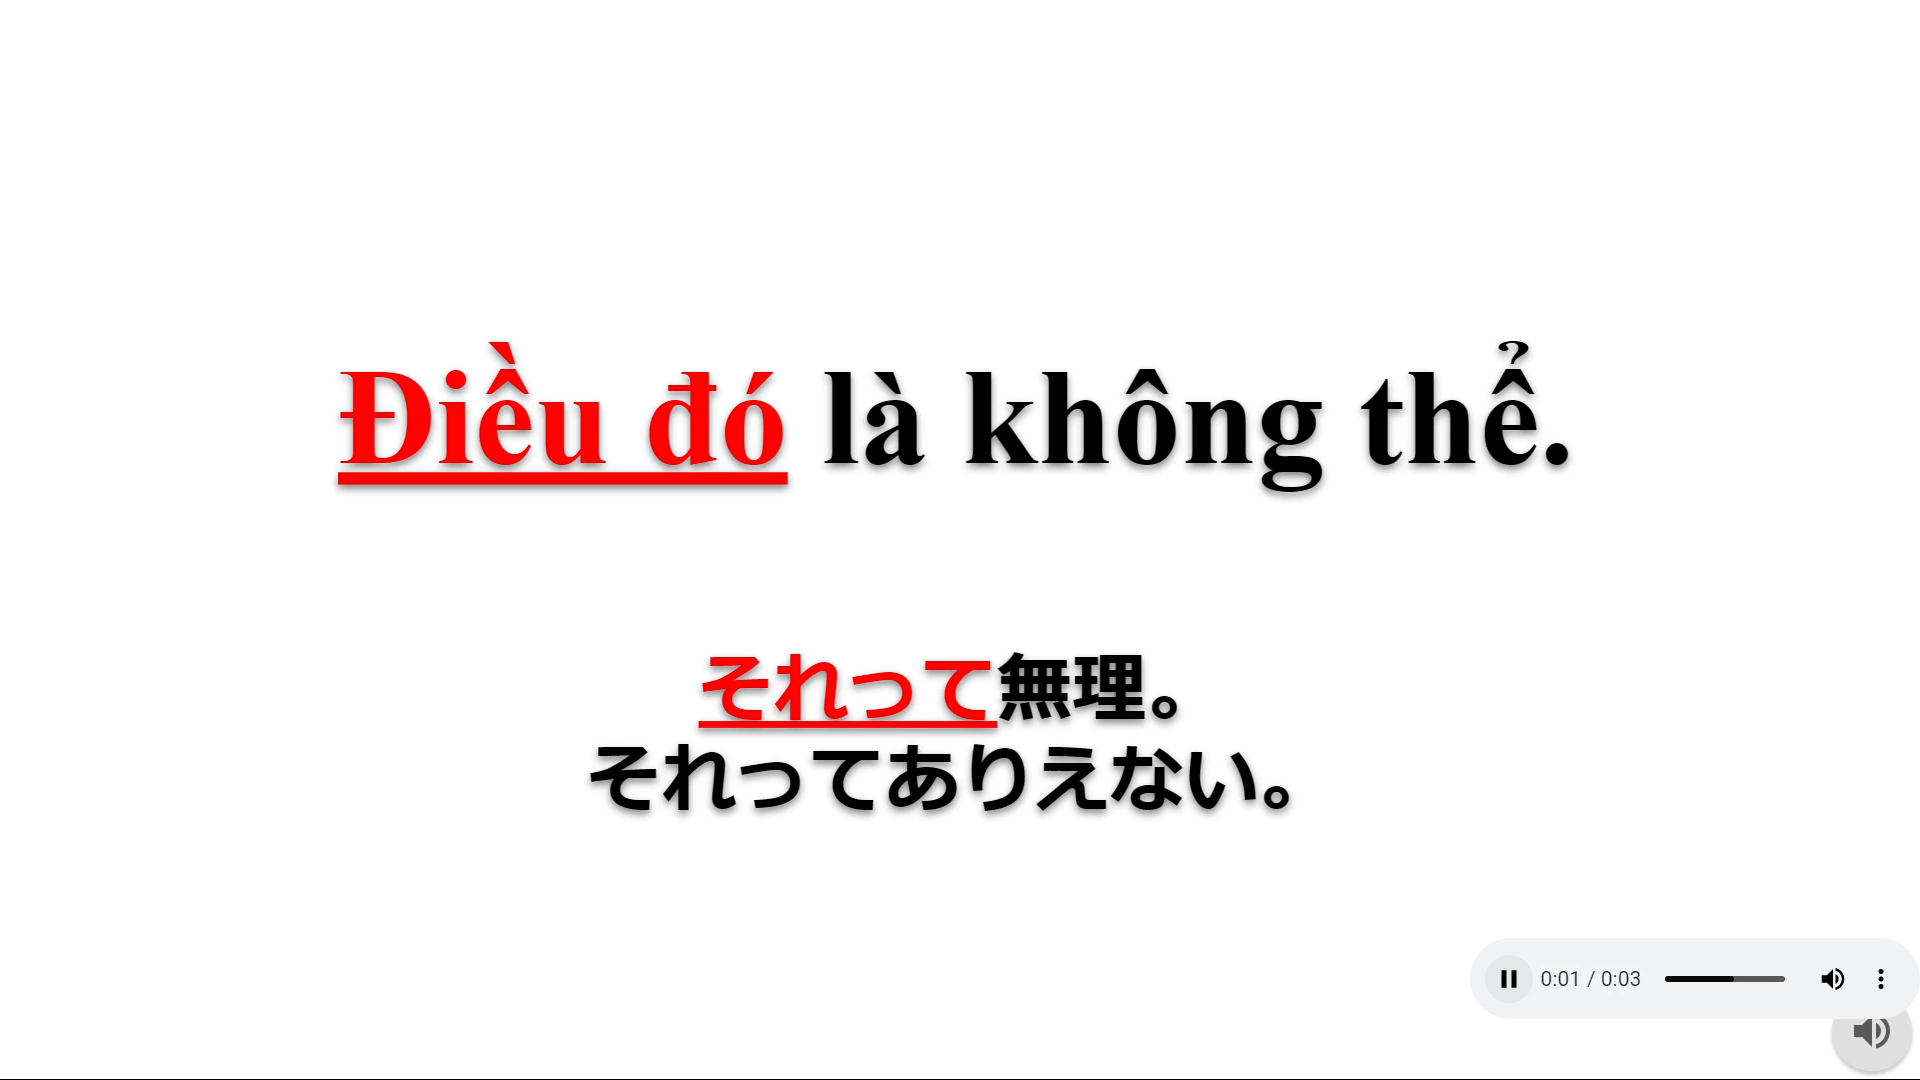 Điều đó là không thể.
それって無理。
それってありえない。
0:01 / 0:03